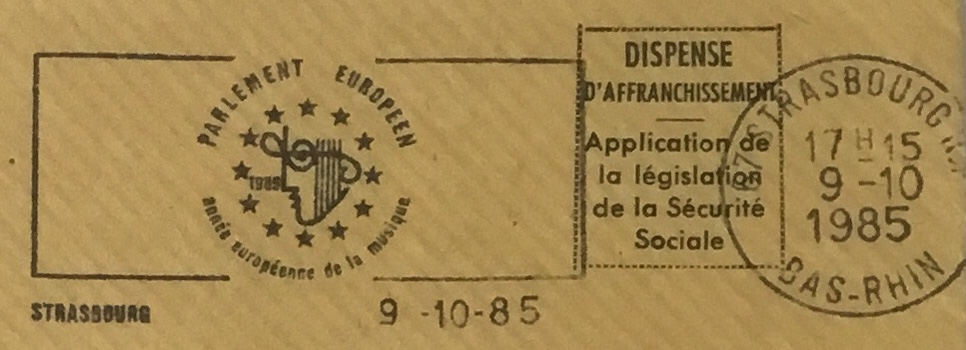 PARLEMENT EUROPEEN
1985
année européenne de la musique
STRASBOURG
9 -10-85
DISPENSE
D'AFFRANCHISSEMENT
Application de
la législation
de la Sécurité
Sociale
67 STRASBOURG
17 H 15
9 -10
1985
BAS-RHIN